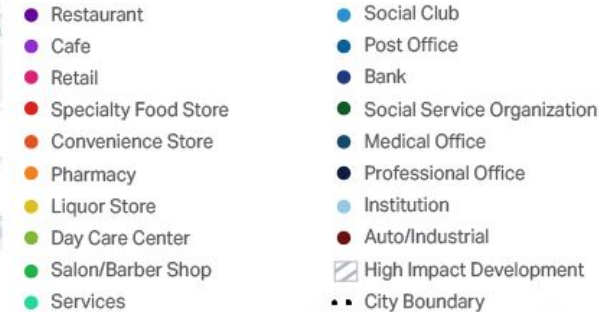 Restaurant
Cafe
Retail
Specialty Food Store
Convenience Store
Pharmacy
Liquor Store
Day Care Center
Salon/Barber Shop
Services
Social Club
Post Office
Bank
Social Service Organization
Medical Office
Professional Office
Institution
Auto/Industrial
High Impact Development
City Boundary